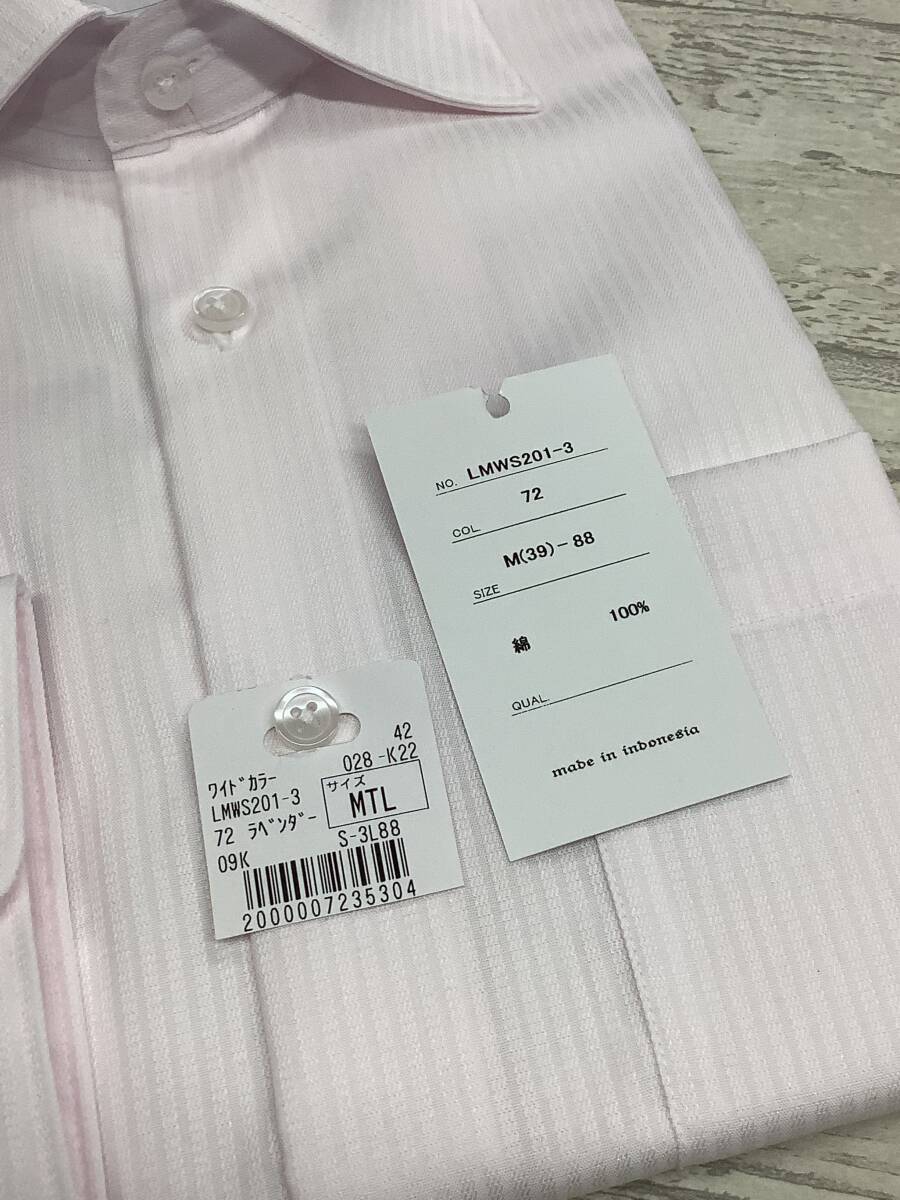 NO. LMWS201-3
COL. 72
SIZE M(39)-88
綿 100%
QUAL.
made in indonesia
42
028 -K22
ﾜｲﾄﾞｶﾗｰ
LMWS201-3
サイズ
MTL
72 ﾗﾍﾞﾝﾀﾞｰ
S-3L88
09K
2000007235304